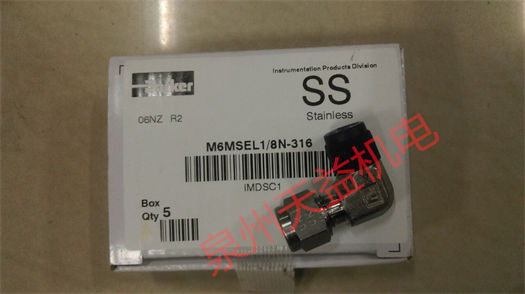 Parker
Instrumentation Products Division
SS
Stainless
06NZ R2
M6MSEL1/8N-316
IMDSC1
Box
Qty 5
泉州天益机电